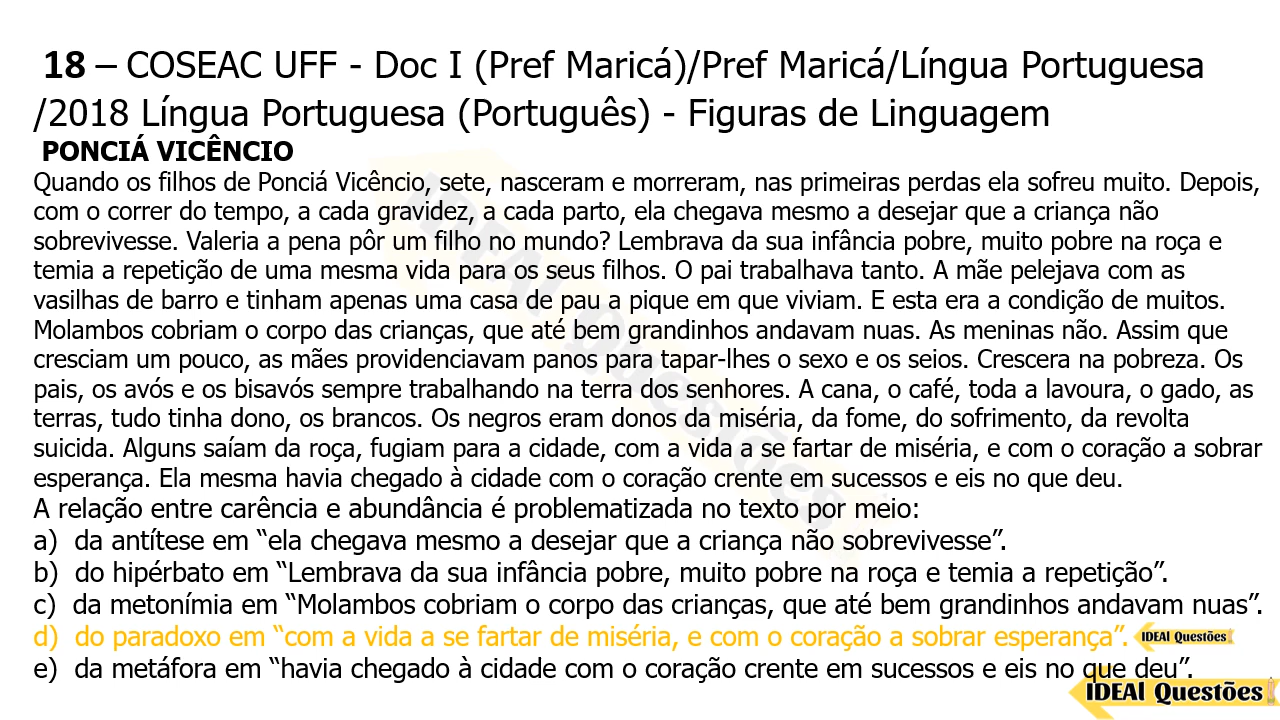 18 – COSEAC UFF - Doc I (Pref Maricá)/Pref Maricá/Língua Portuguesa
/2018 Língua Portuguesa (Português) - Figuras de Linguagem
PONCIÁ VICÊNCIO
Quando os filhos de Ponciá Vicêncio, sete, nasceram e morreram, nas primeiras perdas ela sofreu muito. Depois,
com o correr do tempo, a cada gravidez, a cada parto, ela chegava mesmo a desejar que a criança não
sobrevivesse. Valeria a pena pôr um filho no mundo? Lembrava da sua infância pobre, muito pobre na roça e
temia a repetição de uma mesma vida para os seus filhos. O pai trabalhava tanto. A mãe pelejava com as
vasilhas de barro e tinham apenas uma casa de pau a pique em que viviam. E esta era a condição de muitos.
Molambos cobriam o corpo das crianças, que até bem grandinhos andavam nuas. As meninas não. Assim que
cresciam um pouco, as mães providenciavam panos para tapar-lhes o sexo e os seios. Crescera na pobreza. Os
pais, os avós e os bisavós sempre trabalhando na terra dos senhores. A cana, o café, toda a lavoura, o gado, as
terras, tudo tinha dono, os brancos. Os negros eram donos da miséria, da fome, do sofrimento, da revolta
suicida. Alguns saíam da roça, fugiam para a cidade, com a vida a se fartar de miséria, e com o coração a sobrar
esperança. Ela mesma havia chegado à cidade com o coração crente em sucessos e eis no que deu.
A relação entre carência e abundância é problematizada no texto por meio:
a) da antítese em “ela chegava mesmo a desejar que a criança não sobrevivesse”.
b) do hipérbato em “Lembrava da sua infância pobre, muito pobre na roça e temia a repetição”.
c) da metonímia em “Molambos cobriam o corpo das crianças, que até bem grandinhos andavam nuas”.
d) do paradoxo em “com a vida a se fartar de miséria, e com o coração a sobrar esperança”. IDEAl Questões
e) da metáfora em “havia chegado à cidade com o coração crente em sucessos e eis no que deu”.
IDEAl Questões
IDEAl Questões